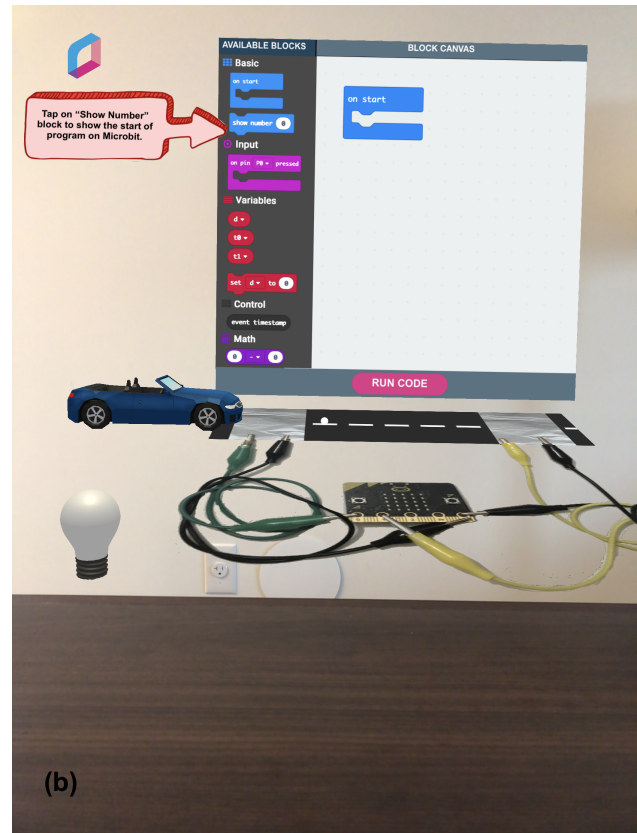 AVAILABLE BLOCKS
BLOCK CANVAS
Basic
on start
show number 0
Input
on pin P0 pressed
Variables
d
t0
t1
set d to 0
Control
event timestamp
Math
0 - 0
on start
Tap on “Show Number”
block to show the start of
program on Microbit.
RUN CODE
(b)